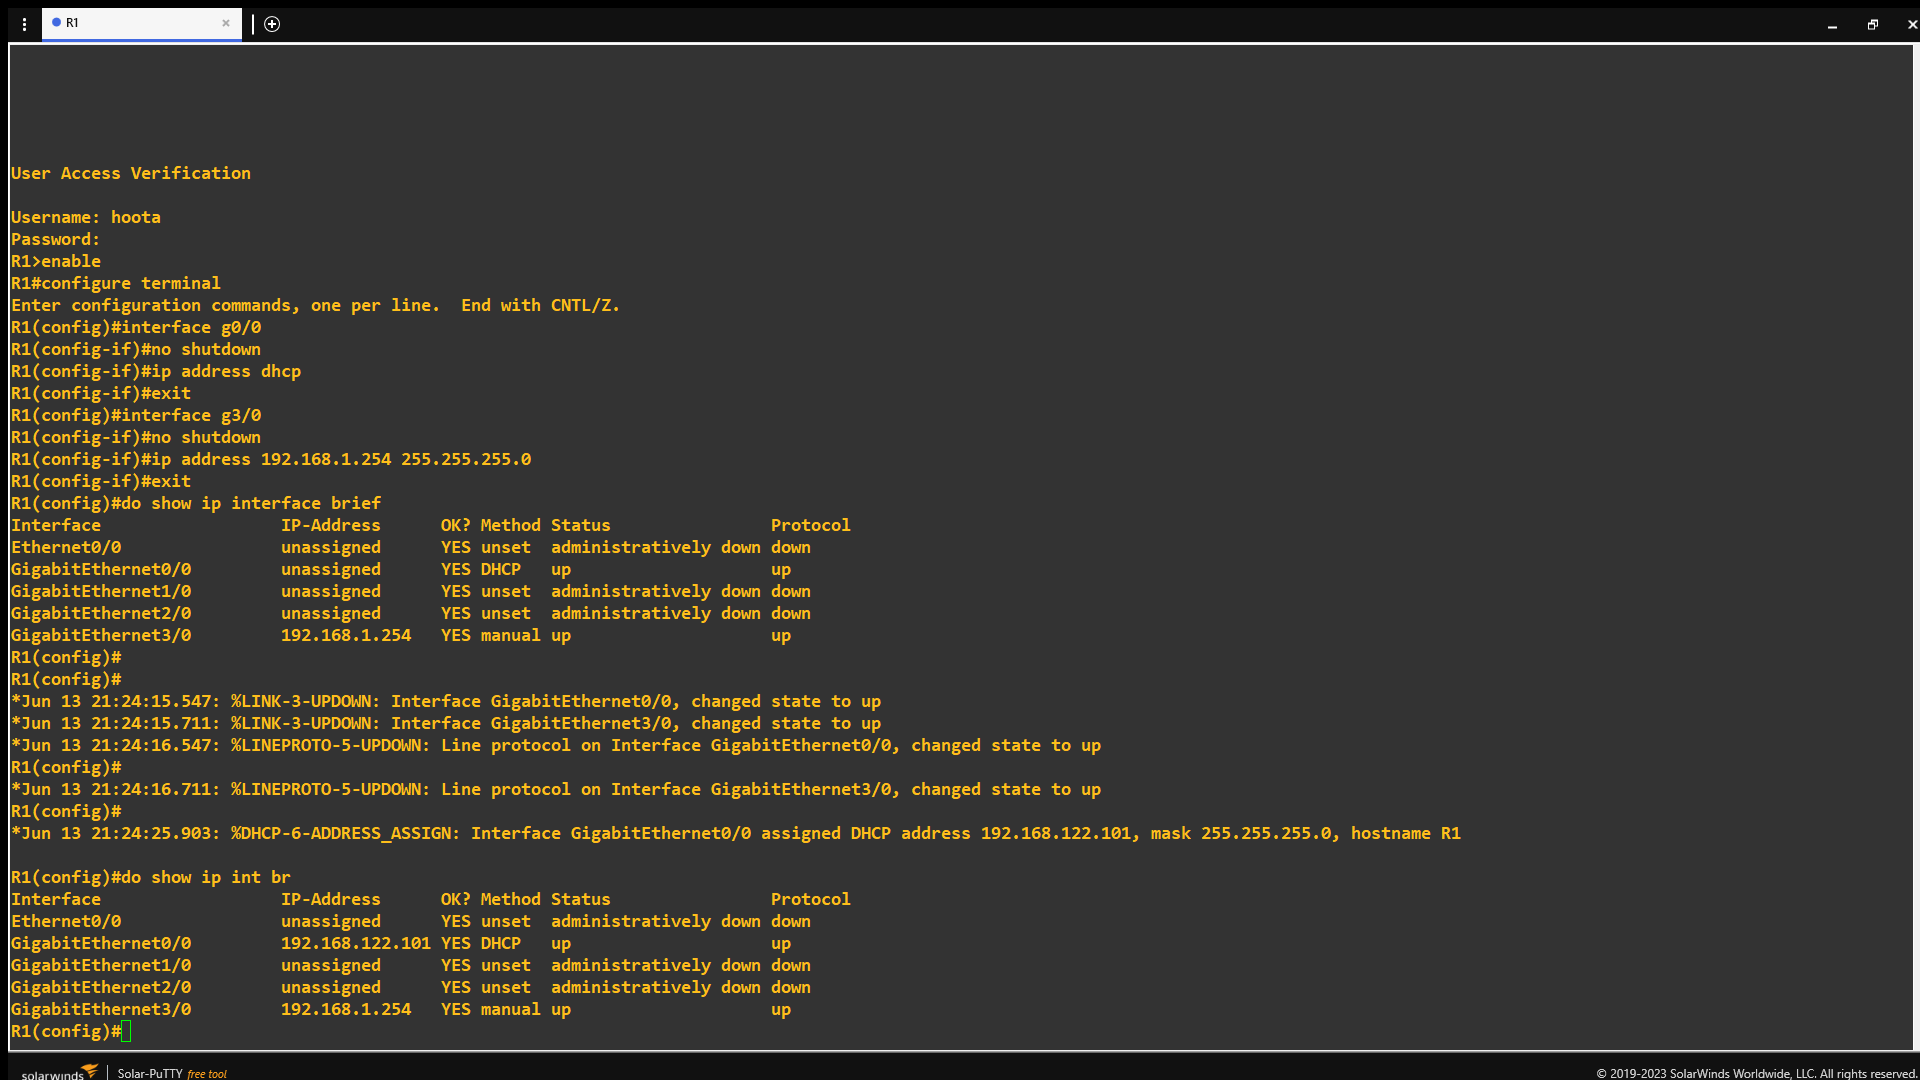 R1
User Access Verification
Username: hoota
Password:
R1>enable
R1#configure terminal
Enter configuration commands, one per line.  End with CNTL/Z.
R1(config)#interface g0/0
R1(config-if)#no shutdown
R1(config-if)#ip address dhcp
R1(config-if)#exit
R1(config)#interface g3/0
R1(config-if)#no shutdown
R1(config-if)#ip address 192.168.1.254 255.255.255.0
R1(config-if)#exit
R1(config)#do show ip interface brief
Interface                  IP-Address      OK? Method Status                Protocol
Ethernet0/0                unassigned      YES unset  administratively down down
GigabitEthernet0/0         unassigned      YES DHCP   up                    up
GigabitEthernet1/0         unassigned      YES unset  administratively down down
GigabitEthernet2/0         unassigned      YES unset  administratively down down
GigabitEthernet3/0         192.168.1.254   YES manual up                    up
R1(config)#
R1(config)#
*Jun 13 21:24:15.547: %LINK-3-UPDOWN: Interface GigabitEthernet0/0, changed state to up
*Jun 13 21:24:15.711: %LINK-3-UPDOWN: Interface GigabitEthernet3/0, changed state to up
*Jun 13 21:24:16.547: %LINEPROTO-5-UPDOWN: Line protocol on Interface GigabitEthernet0/0, changed state to up
R1(config)#
*Jun 13 21:24:16.711: %LINEPROTO-5-UPDOWN: Line protocol on Interface GigabitEthernet3/0, changed state to up
R1(config)#
*Jun 13 21:24:25.903: %DHCP-6-ADDRESS_ASSIGN: Interface GigabitEthernet0/0 assigned DHCP address 192.168.122.101, mask 255.255.255.0, hostname R1
R1(config)#do show ip int br
Interface                  IP-Address      OK? Method Status                Protocol
Ethernet0/0                unassigned      YES unset  administratively down down
GigabitEthernet0/0         192.168.122.101 YES DHCP   up                    up
GigabitEthernet1/0         unassigned      YES unset  administratively down down
GigabitEthernet2/0         unassigned      YES unset  administratively down down
GigabitEthernet3/0         192.168.1.254   YES manual up                    up
R1(config)#
solarwinds Solar-PuTTY free tool © 2019-2023 SolarWinds Worldwide, LLC. All rights reserved.